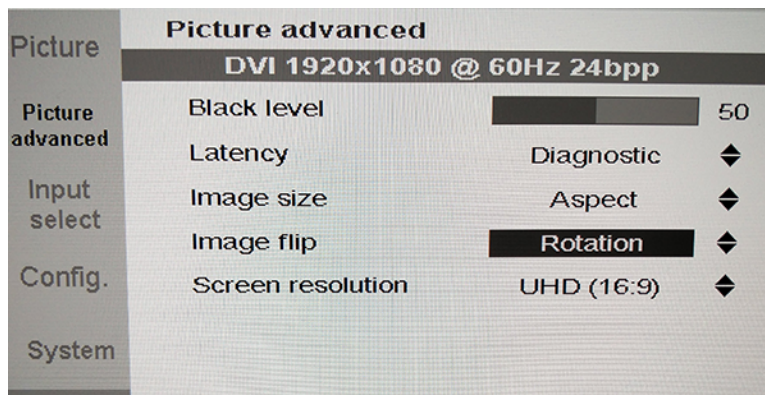 Picture
Picture advanced
DVI 1920x1080 @ 60Hz 24bpp
Picture
advanced
Black level 50
Latency Diagnostic
Input
select
Image size Aspect
Image flip Rotation
Config.
Screen resolution UHD (16:9)
System